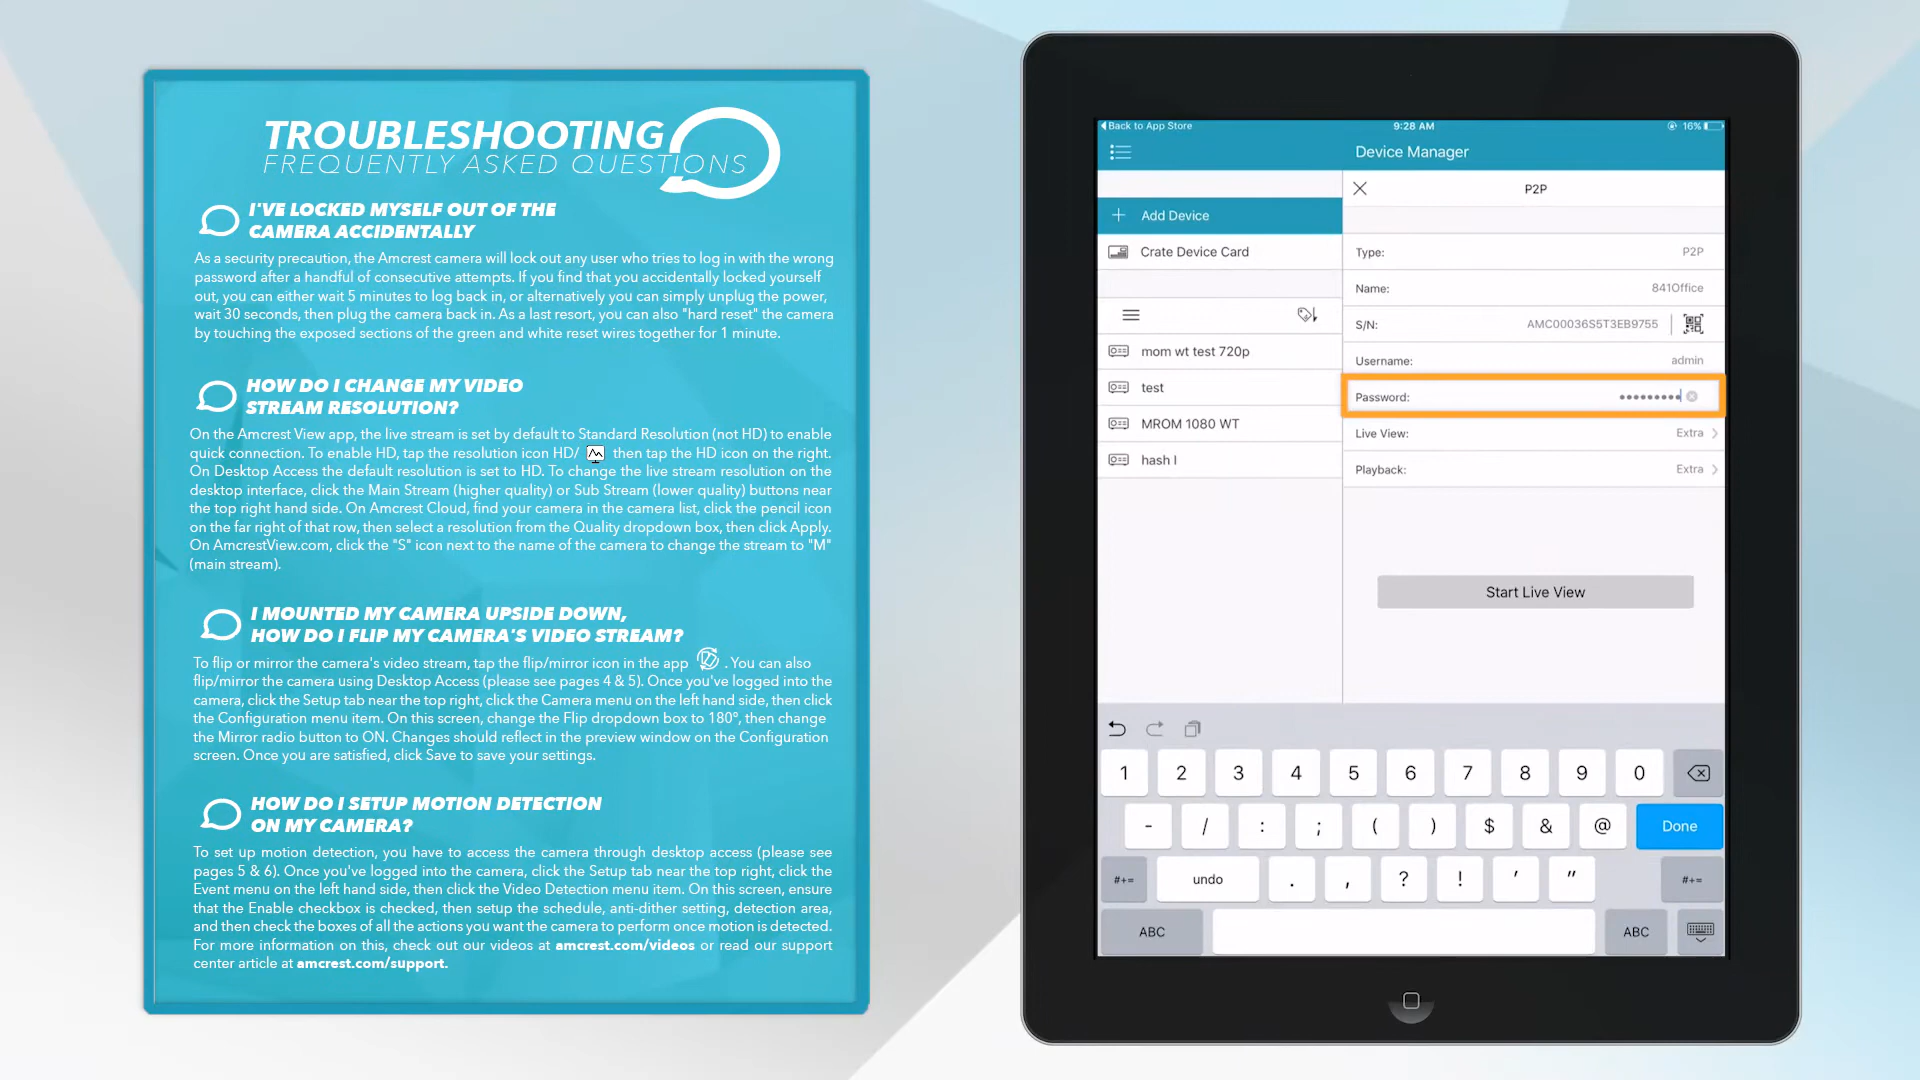 TROUBLESHOOTING
FREQUENTLY ASKED QUESTIONS
I'VE LOCKED MYSELF OUT OF THE
CAMERA ACCIDENTALLY
As a security precaution, the Amcrest camera will lock out any user who tries to log in with the wrong
password after a handful of consecutive attempts. If you find that you accidentally locked yourself
out, you can either wait 5 minutes to log back in, or alternatively you can simply unplug the power,
wait 30 seconds, then plug the camera back in. As a last resort, you can also "hard reset" the camera
by touching the exposed sections of the green and white reset wires together for 1 minute.
HOW DO I CHANGE MY VIDEO
STREAM RESOLUTION?
On the Amcrest View app, the live stream is set by default to Standard Resolution (not HD) to enable
quick connection. To enable HD, tap the resolution icon HD/ then tap the HD icon on the right.
On Desktop Access the default resolution is set to HD. To change the live stream resolution on the
desktop interface, click the Main Stream (higher quality) or Sub Stream (lower quality) buttons near
the top right hand side. On Amcrest Cloud, find your camera in the camera list, click the pencil icon
on the far right of that row, then select a resolution from the Quality dropdown box, then click Apply.
On AmcrestView.com, click the "S" icon next to the name of the camera to change the stream to "M"
(main stream).
I MOUNTED MY CAMERA UPSIDE DOWN,
HOW DO I FLIP MY CAMERA'S VIDEO STREAM?
To flip or mirror the camera's video stream, tap the flip/mirror icon in the app . You can also
flip/mirror the camera using Desktop Access (please see pages 4 & 5). Once you've logged into the
camera, click the Setup tab near the top right, click the Camera menu on the left hand side, then click
the Configuration menu item. On this screen, change the Flip dropdown box to 180°, then change
the Mirror radio button to ON. Changes should reflect in the preview window on the Configuration
screen. Once you are satisfied, click Save to save your settings.
HOW DO I SETUP MOTION DETECTION
ON MY CAMERA?
To set up motion detection, you have to access the camera through desktop access (please see
pages 5 & 6). Once you've logged into the camera, click the Setup tab near the top right, click the
Event menu on the left hand side, then click the Video Detection menu item. On this screen, ensure
that the Enable checkbox is checked, then setup the schedule, anti-dither setting, detection area,
and then check the boxes of all the actions you want the camera to perform once motion is detected.
For more information on this, check out our videos at amcrest.com/videos or read our support
center article at amcrest.com/support.
Back to App Store 9:28 AM 16%
Device Manager
P2P
Add Device
Crate Device Card
mom wt test 720p
test
MROM 1080 WT
hash I
Type: P2P
Name: 841Office
S/N: AMC00036S5T3EB9755
Username: admin
Password: •••••••••
Live View: Extra
Playback: Extra
Start Live View
1 2 3 4 5 6 7 8 9 0
- / : ; ( ) $ & @ Done
#+= undo . , ? ! ' " #+=
ABC ABC